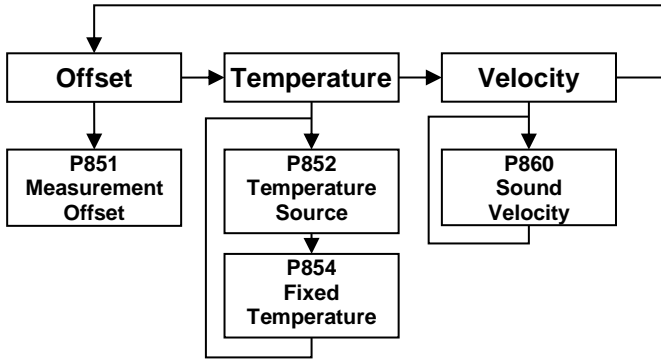 Offset
Temperature
Velocity
P851
Measurement
Offset
P852
Temperature
Source
P860
Sound
Velocity
P854
Fixed
Temperature